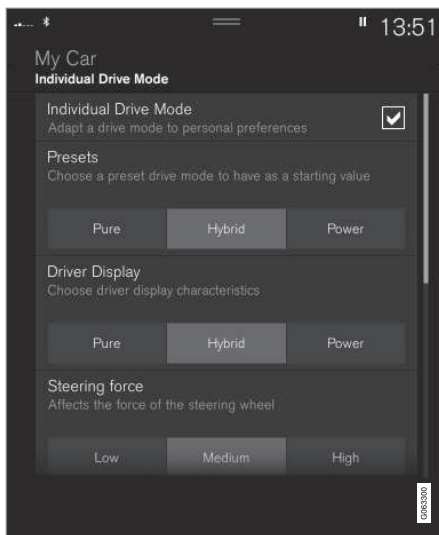 13:51
My Car
Individual Drive Mode
Individual Drive Mode
Adapt a drive mode to personal preferences
Presets
Choose a preset drive mode to have as a starting value
Pure Hybrid Power
Driver Display
Choose driver display characteristics
Pure Hybrid Power
Steering force
Affects the force of the steering wheel
Low Medium High
G063300